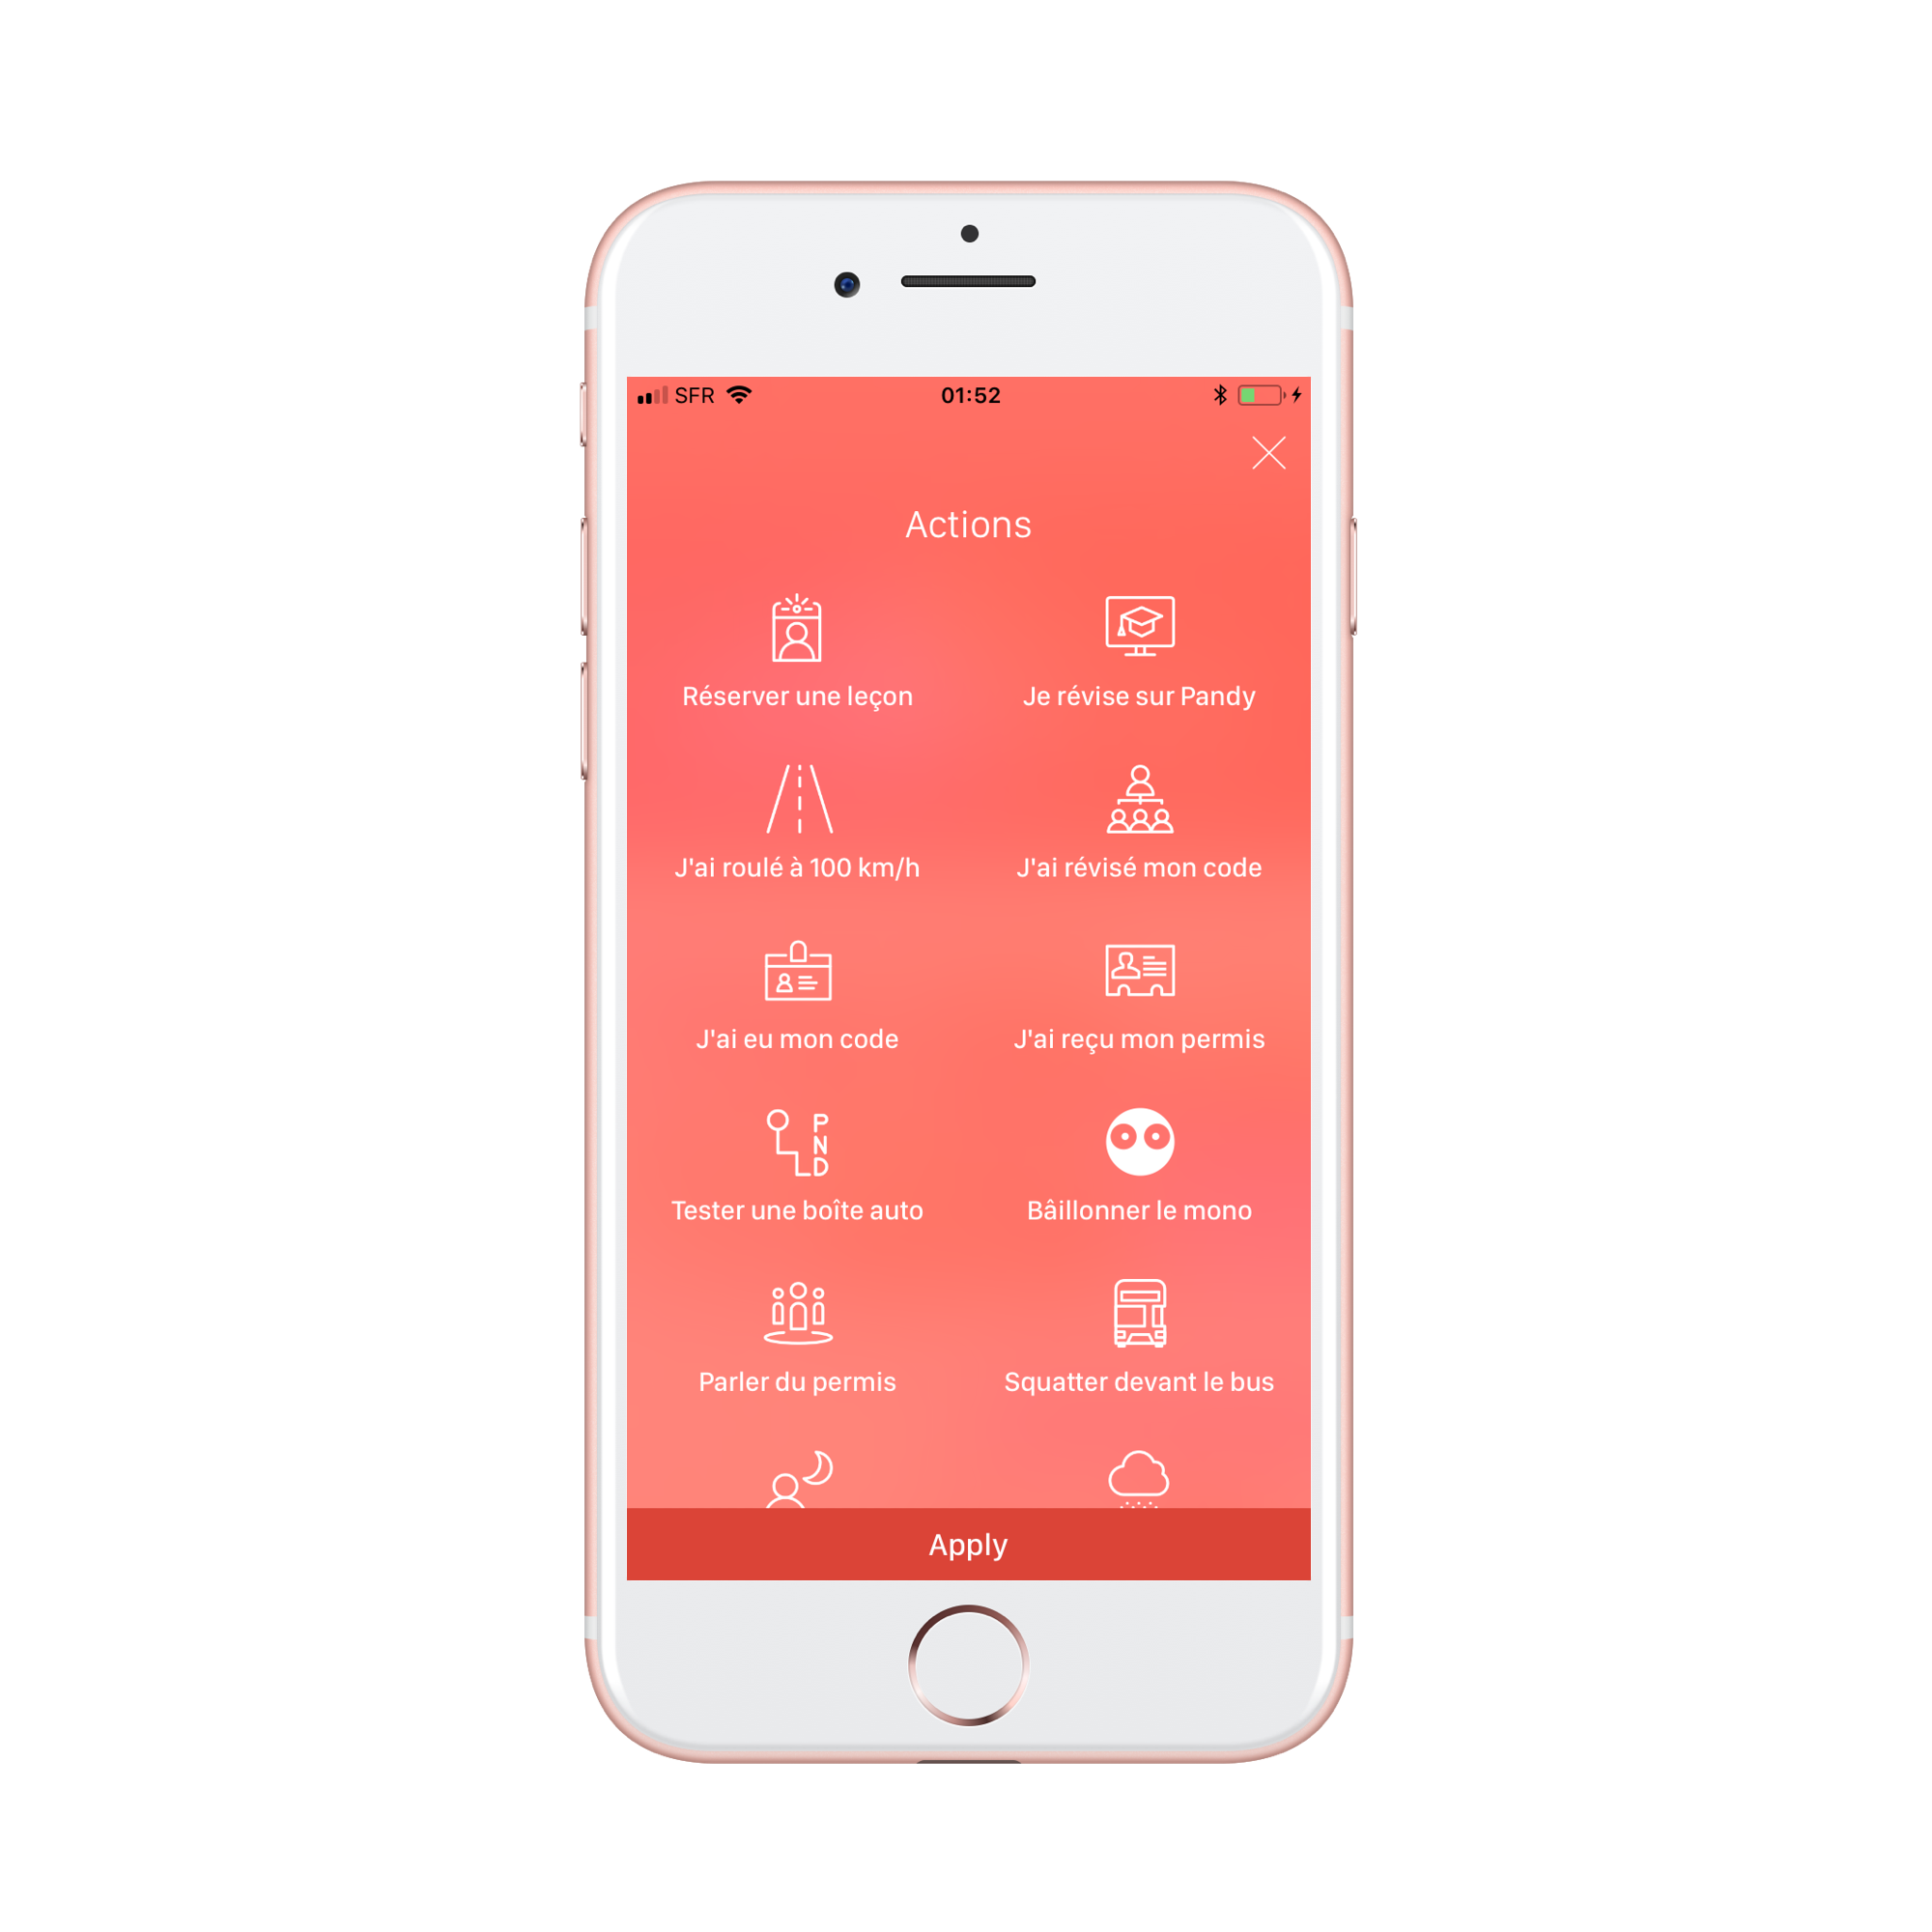 SFR 01:52
Actions
Réserver une leçon Je révise sur Pandy
J'ai roulé à 100 km/h J'ai révisé mon code
J'ai eu mon code J'ai reçu mon permis
P
N
D
Tester une boîte auto Bâillonner le mono
Parler du permis Squatter devant le bus
Apply